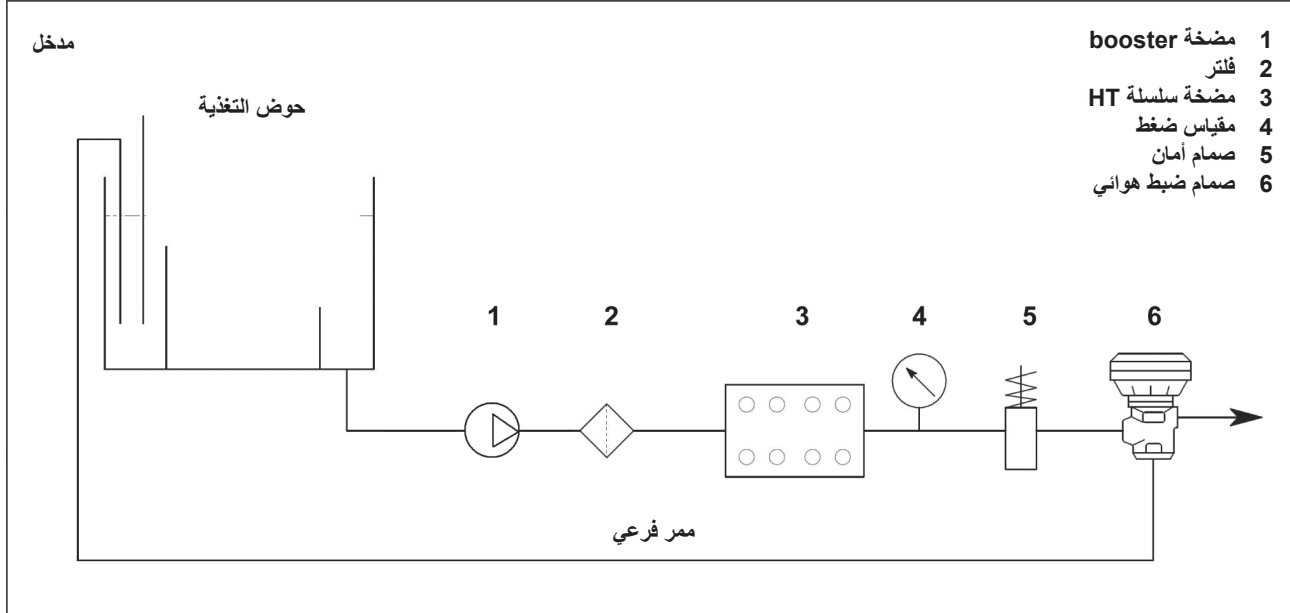 مدخل
حوض التغذية
1 مضخة booster
2 فلتر
3 مضخة سلسلة HT
4 مقياس ضغط
5 صمام أمان
6 صمام ضبط هوائي
1 2 3 4 5 6
ممر فرعي